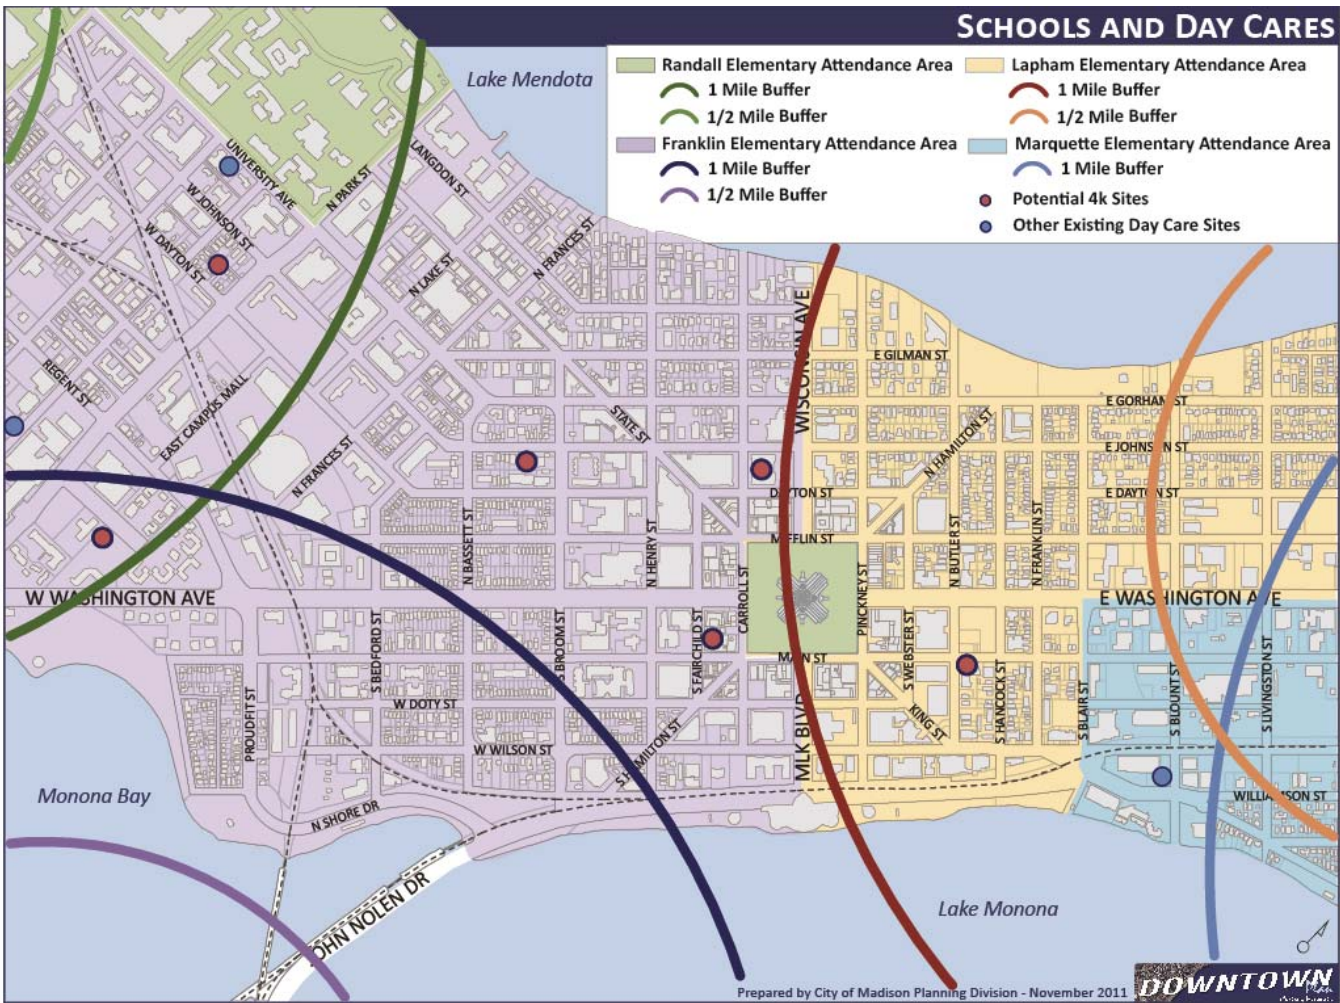 SCHOOLS AND DAY CARES
Randall Elementary Attendance Area
1 Mile Buffer
1/2 Mile Buffer
Franklin Elementary Attendance Area
1 Mile Buffer
1/2 Mile Buffer
Lapham Elementary Attendance Area
1 Mile Buffer
1/2 Mile Buffer
Marquette Elementary Attendance Area
1 Mile Buffer
Potential 4k Sites
Other Existing Day Care Sites
Lake Mendota
UNIVERSITY AVE
W JOHNSON ST
W DAYTON ST
N PARK ST
LANGDON ST
N LAKE ST
N FRANCES ST
WISCONSIN AVE
E GILMAN ST
E GORHAM ST
REGENT ST
EAST CAMPUS MALL
N FRANCES ST
STATE ST
N HAMILTON ST
E JOHNSON ST
DAYTON ST
E DAYTON ST
MIFFLIN ST
N BASSETT ST
N HENRY ST
N BUTLER ST
N FRANKLIN ST
CARROLL ST
PINCKNEY ST
W WASHINGTON AVE
E WASHINGTON AVE
S BEDFORD ST
S BROOM ST
S FAIRCHILD ST
MAIN ST
S WEBSTER ST
S HANCOCK ST
S BLAIR ST
S BLOUNT ST
S LIVINGSTON ST
PROUDFIT ST
W DOTY ST
W WILSON ST
S HAMILTON ST
MLK BLVD
KING ST
WILLIAMSON ST
Monona Bay
N SHORE DR
JOHN NOLEN DR
Lake Monona
Prepared by City of Madison Planning Division - November 2011
DOWNTOWN
Plan